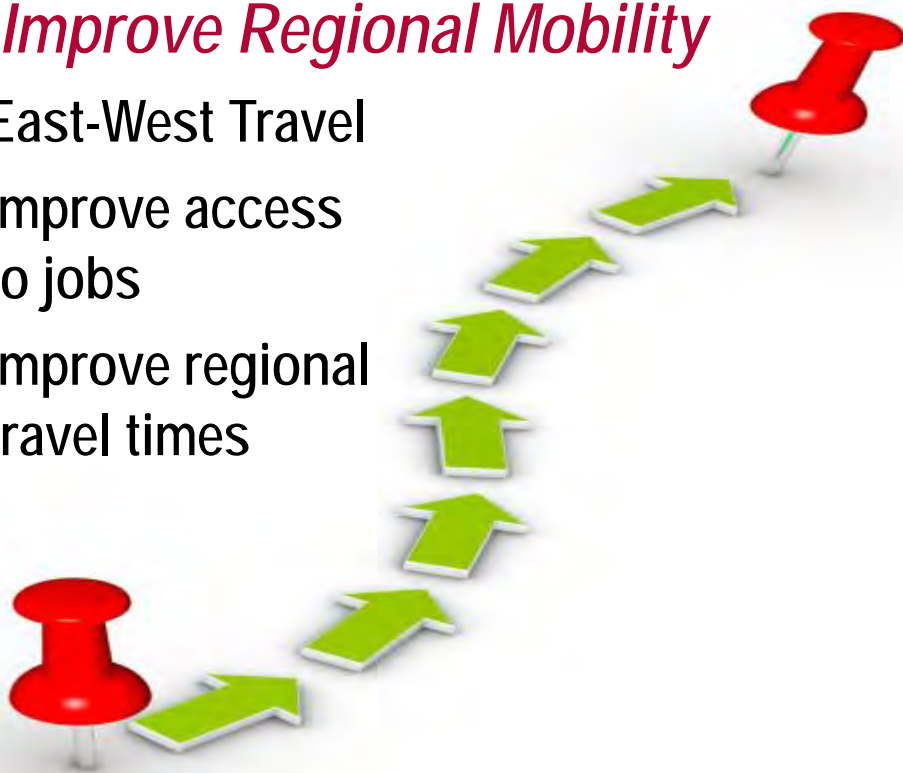 Improve Regional Mobility
East-West Travel
mprove access
o jobs
mprove regional
ravel times